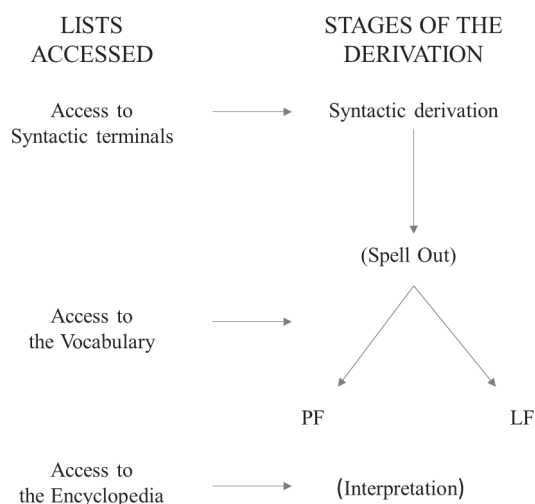 LISTS
ACCESSED
STAGES OF THE
DERIVATION
Access to
Syntactic terminals
Syntactic derivation
(Spell Out)
Access to
the Vocabulary
PF
LF
Access to
the Encyclopedia
(Interpretation)